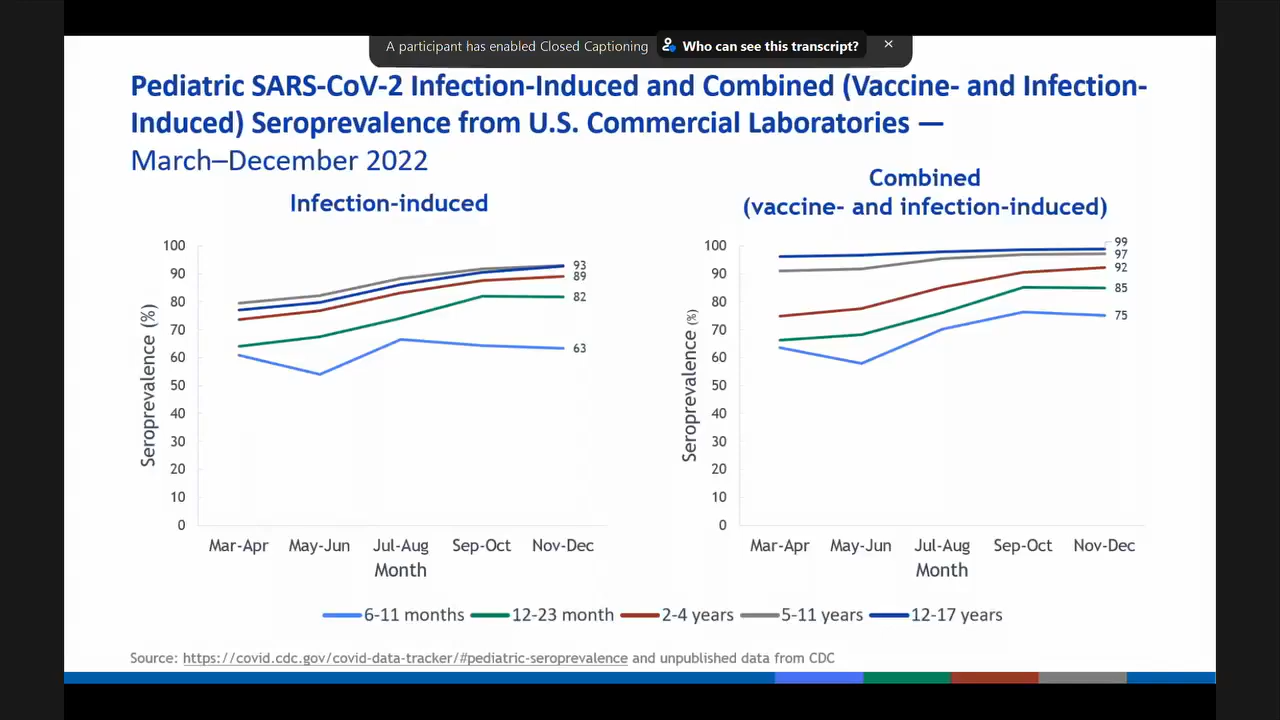 A participant has enabled Closed Captioning Who can see this transcript?
Pediatric SARS-CoV-2 Infection-Induced and Combined (Vaccine- and Infection-
Induced) Seroprevalence from U.S. Commercial Laboratories —
March–December 2022
Infection-induced
Seroprevalence (%)
100
90
80
70
60
50
40
30
20
10
0
93
89
82
63
Mar-Apr May-Jun Jul-Aug Sep-Oct Nov-Dec
Month
Combined
(vaccine- and infection-induced)
Seroprevalence (%)
100
90
80
70
60
50
40
30
20
10
0
99
97
92
85
75
Mar-Apr May-Jun Jul-Aug Sep-Oct Nov-Dec
Month
6-11 months 12-23 month 2-4 years 5-11 years 12-17 years
Source: https://covid.cdc.gov/covid-data-tracker/#pediatric-seroprevalence and unpublished data from CDC